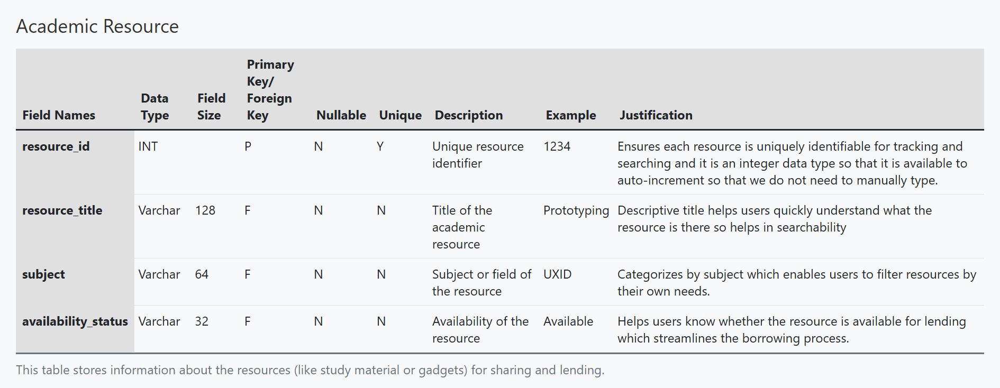 Academic Resource
Field Names Data Type Field Size Primary Key/ Foreign Key Nullable Unique Description Example Justification
resource_id INT P N Y Unique resource identifier 1234 Ensures each resource is uniquely identifiable for tracking and searching and it is an integer data type so that it is available to auto-increment so that we do not need to manually type.
resource_title Varchar 128 F N N Title of the academic resource Prototyping Descriptive title helps users quickly understand what the resource is there so helps in searchability
subject Varchar 64 F N N Subject or field of the resource UXID Categorizes by subject which enables users to filter resources by their own needs.
availability_status Varchar 32 F N N Availability of the resource Available Helps users know whether the resource is available for lending which streamlines the borrowing process.
This table stores information about the resources (like study material or gadgets) for sharing and lending.